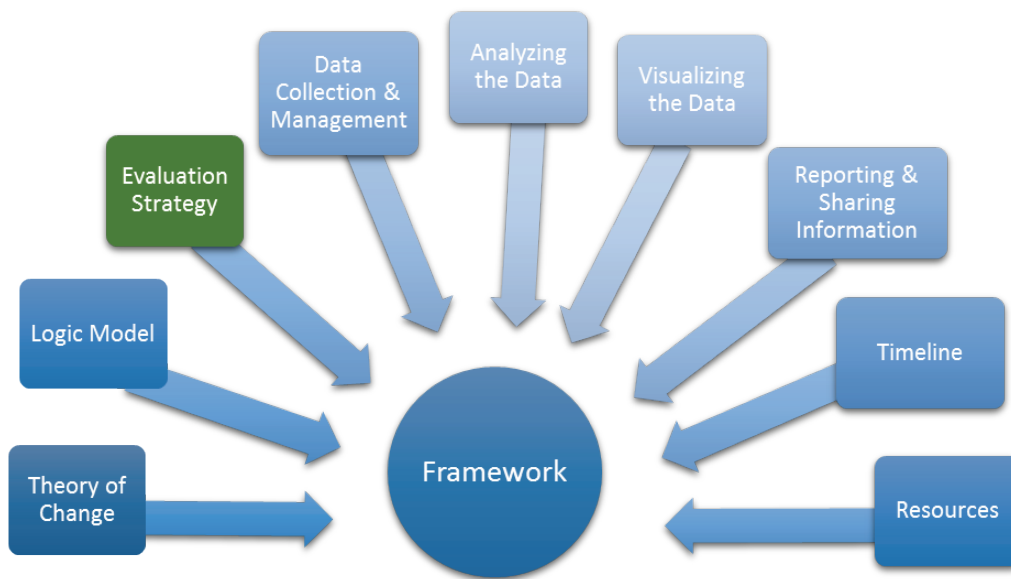 Theory of
Change
Logic Model
Evaluation
Strategy
Data
Collection &
Management
Analyzing
the Data
Visualizing
the Data
Reporting &
Sharing
Information
Timeline
Resources
Framework